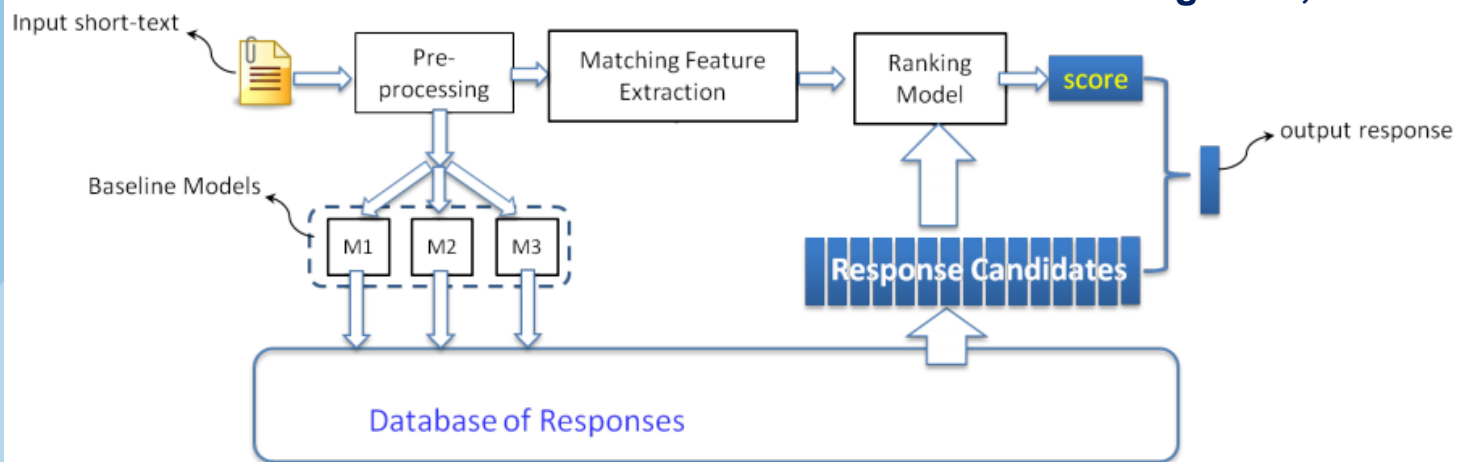 Input short-text
Pre-
processing
Matching Feature
Extraction
Ranking
Model
score
output response
Baseline Models
M1
M2
M3
Response Candidates
Database of Responses